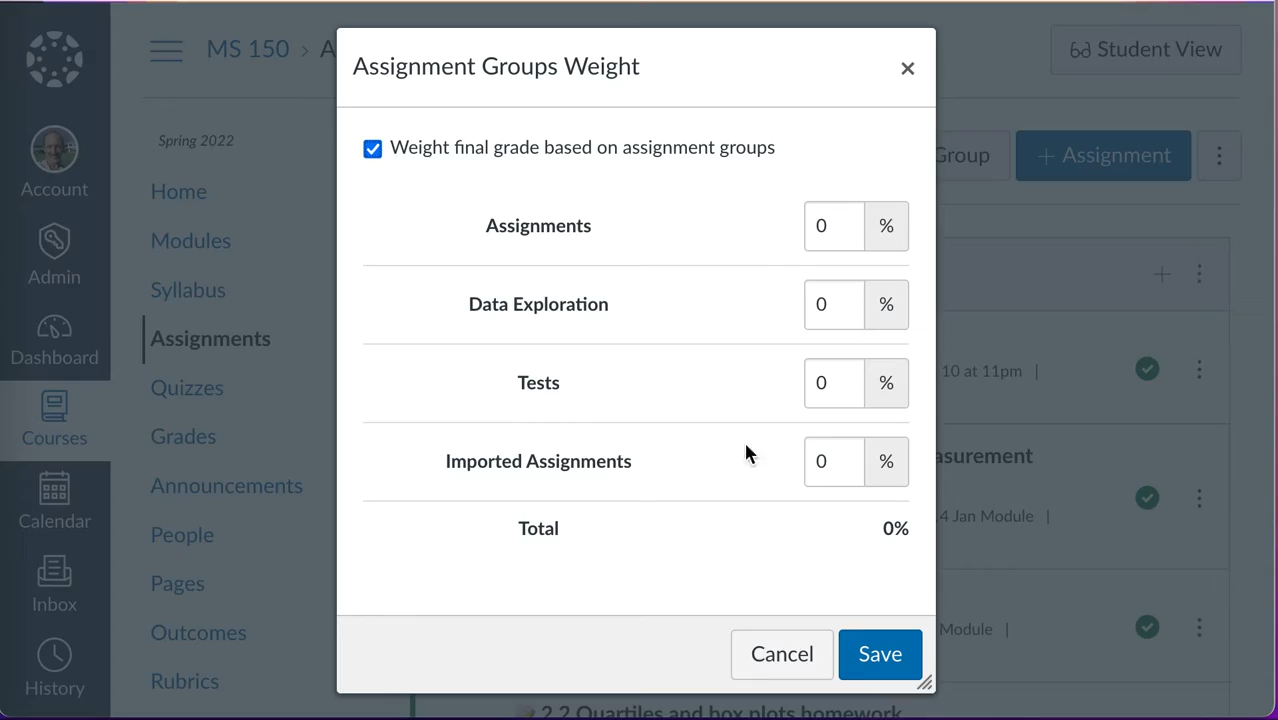 MS 150 › A
Student View
Assignment Groups Weight
×
Spring 2022
Weight final grade based on assignment groups
Group
+ Assignment
Account
Home
Assignments 0 %
Modules
Admin
Syllabus
Data Exploration 0 %
Dashboard
Assignments
10 at 11pm |
Quizzes
Tests 0 %
Courses
Grades
asurement
Imported Assignments 0 %
Announcements
Calendar
4 Jan Module |
People
Total 0%
Pages
Inbox
Outcomes
Module |
Cancel
Save
History
Rubrics
2.2 Quartiles and box plots homework